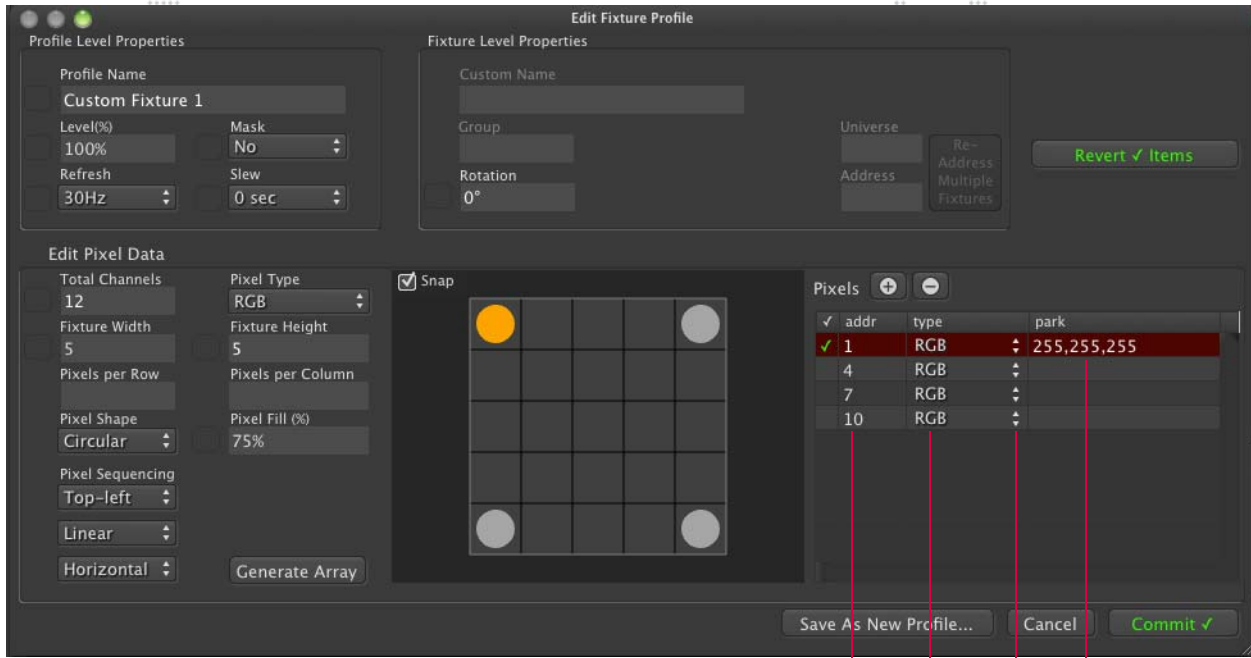 Edit Fixture Profile
Profile Level Properties
Profile Name
Custom Fixture 1
Level(%)
Mask
100%
No
Refresh
Slew
30Hz
0 sec
Fixture Level Properties
Custom Name
Group
Universe
Rotation
Address
0°
Re-
Address
Multiple
Fixtures
Revert ✓ Items
Edit Pixel Data
Total Channels
Pixel Type
12
RGB
Fixture Width
Fixture Height
5
5
Pixels per Row
Pixels per Column
Pixel Shape
Pixel Fill (%)
Circular
75%
Pixel Sequencing
Top-left
Linear
Horizontal
Generate Array
Snap
Pixels
✓ addr type park
✓ 1 RGB 255,255,255
4 RGB
7 RGB
10 RGB
Save As New Profile...
Cancel
Commit ✓